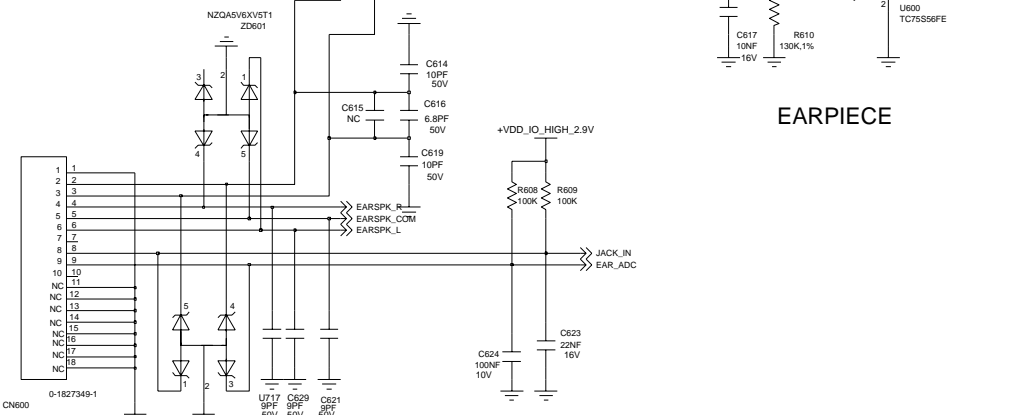 NZQA5V6XV5T1
ZD601
3
2
1
4
5
C614
10PF
50V
C615
NC
C616
6.8PF
50V
C619
10PF
50V
C617
10NF
16V
R610
130K,1%
2
U600
TC75S56FE
EARPIECE
+VDD_IO_HIGH_2.9V
R608
100K
R609
100K
1 1
2 2
3 3
4 4
5 5
6 6
7 7
8 8
9 9
10 10
NC 11
NC 12
NC 13
NC 14
NC 15
NC 16
NC 17
NC 18
EARSPK_R
EARSPK_COM
EARSPK_L
JACK_IN
EAR_ADC
5
4
1
2
3
U717
9PF
50V
C629
9PF
50V
C621
9PF
50V
C624
100NF
10V
C623
22NF
16V
0-1827349-1
CN600